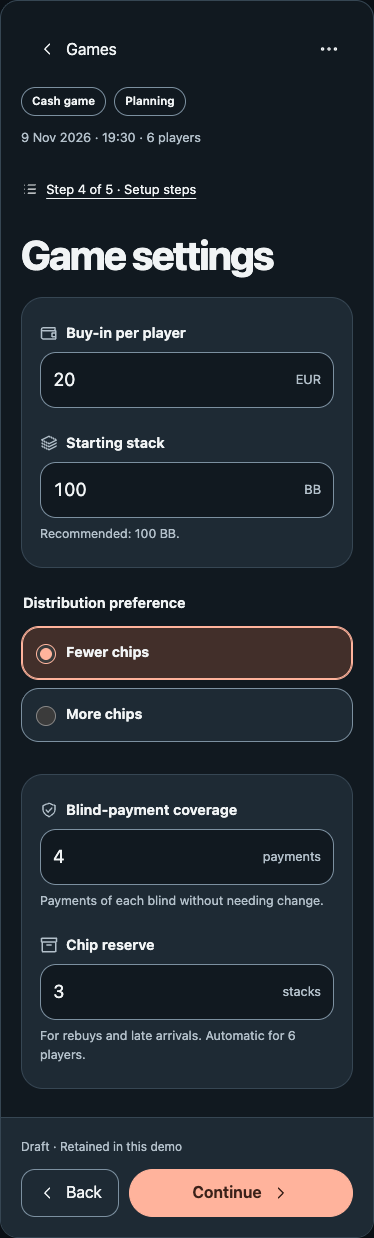 Games
Cash game Planning
9 Nov 2026 · 19:30 · 6 players
Step 4 of 5 · Setup steps
Game settings
Buy-in per player
20 EUR
Starting stack
100 BB
Recommended: 100 BB.
Distribution preference
Fewer chips
More chips
Blind-payment coverage
4 payments
Payments of each blind without needing change.
Chip reserve
3 stacks
For rebuys and late arrivals. Automatic for 6
players.
Draft · Retained in this demo
Back Continue